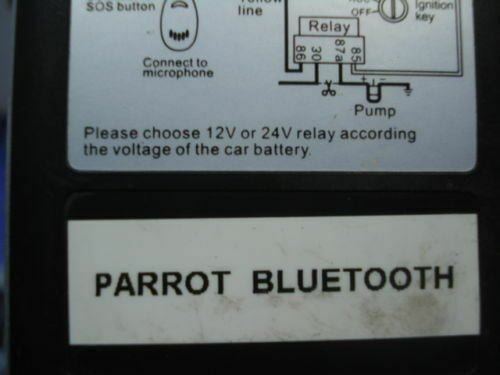 SOS button
line
Relay
86
30
87a
85
OFF
Ignition
key
Connect to
microphone
+
−
Pump
Please choose 12V or 24V relay according
the voltage of the car battery.
PARROT BLUETOOTH